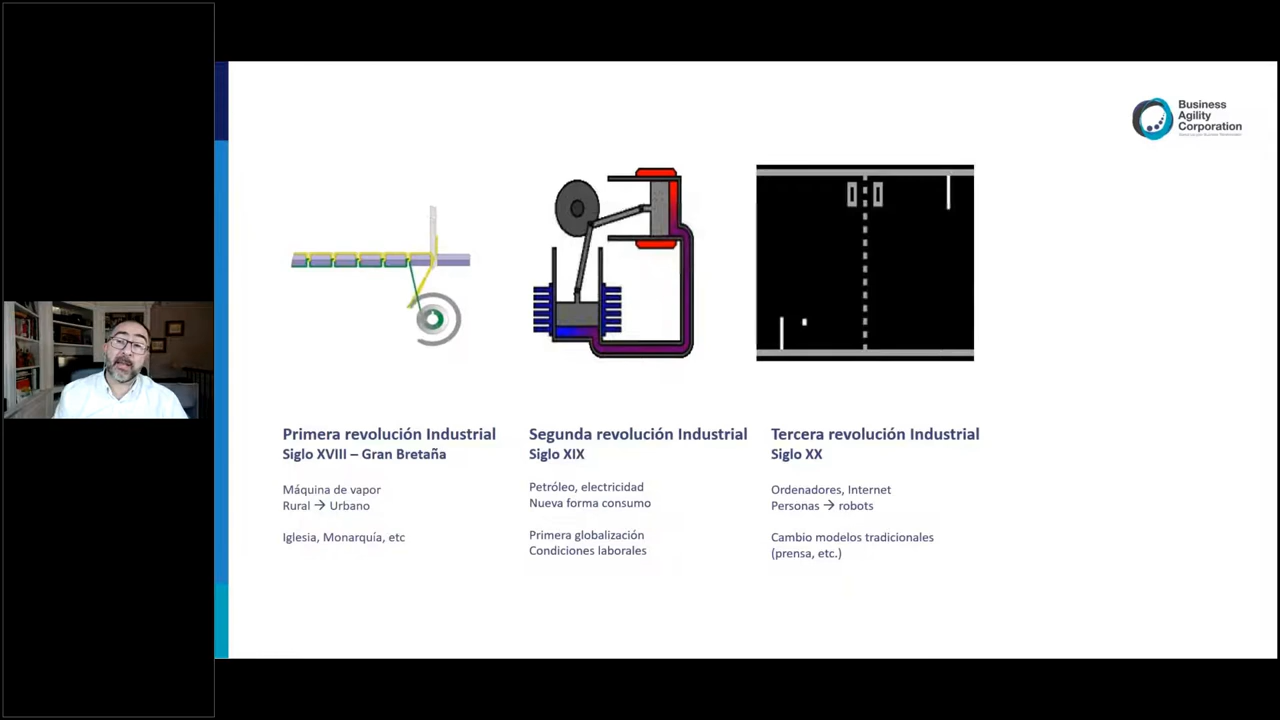 Business
Agility
Corporation
Primera revolución Industrial
Siglo XVIII – Gran Bretaña
Máquina de vapor
Rural → Urbano
Iglesia, Monarquía, etc
Segunda revolución Industrial
Siglo XIX
Petróleo, electricidad
Nueva forma consumo
Primera globalización
Condiciones laborales
Tercera revolución Industrial
Siglo XX
Ordenadores, Internet
Personas → robots
Cambio modelos tradicionales
(prensa, etc.)